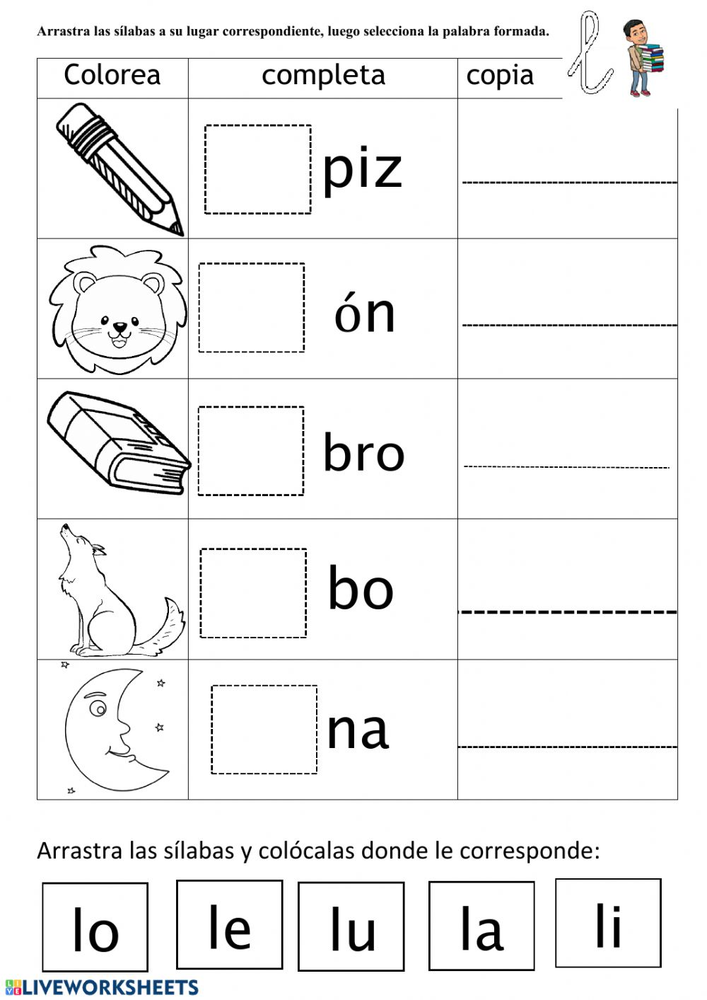 Arrastra las sílabas a su lugar correspondiente, luego selecciona la palabra formada.
l
Colorea completa copia
piz
ón
bro
bo
na
Arrastra las sílabas y colócalas donde le corresponde:
lo le lu la li
LIVE LIVEWORKSHEETS